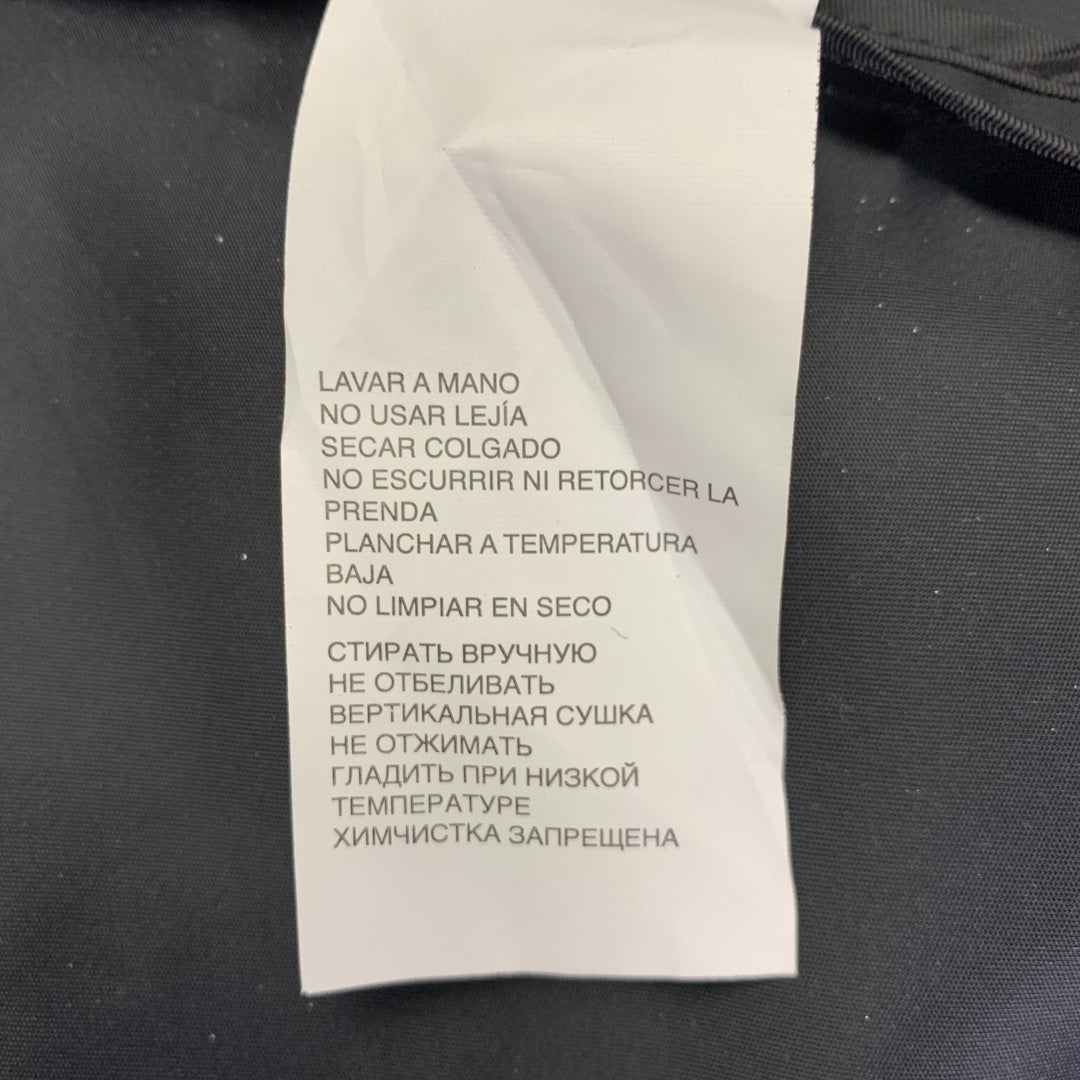 LAVAR A MANO
NO USAR LEJÍA
SECAR COLGADO
NO ESCURRIR NI RETORCER LA
PRENDA
PLANCHAR A TEMPERATURA
BAJA
NO LIMPIAR EN SECO
СТИРАТЬ ВРУЧНУЮ
НЕ ОТБЕЛИВАТЬ
ВЕРТИКАЛЬНАЯ СУШКА
НЕ ОТЖИМАТЬ
ГЛАДИТЬ ПРИ НИЗКОЙ
ТЕМПЕРАТУРЕ
ХИМЧИСТКА ЗАПРЕЩЕНА